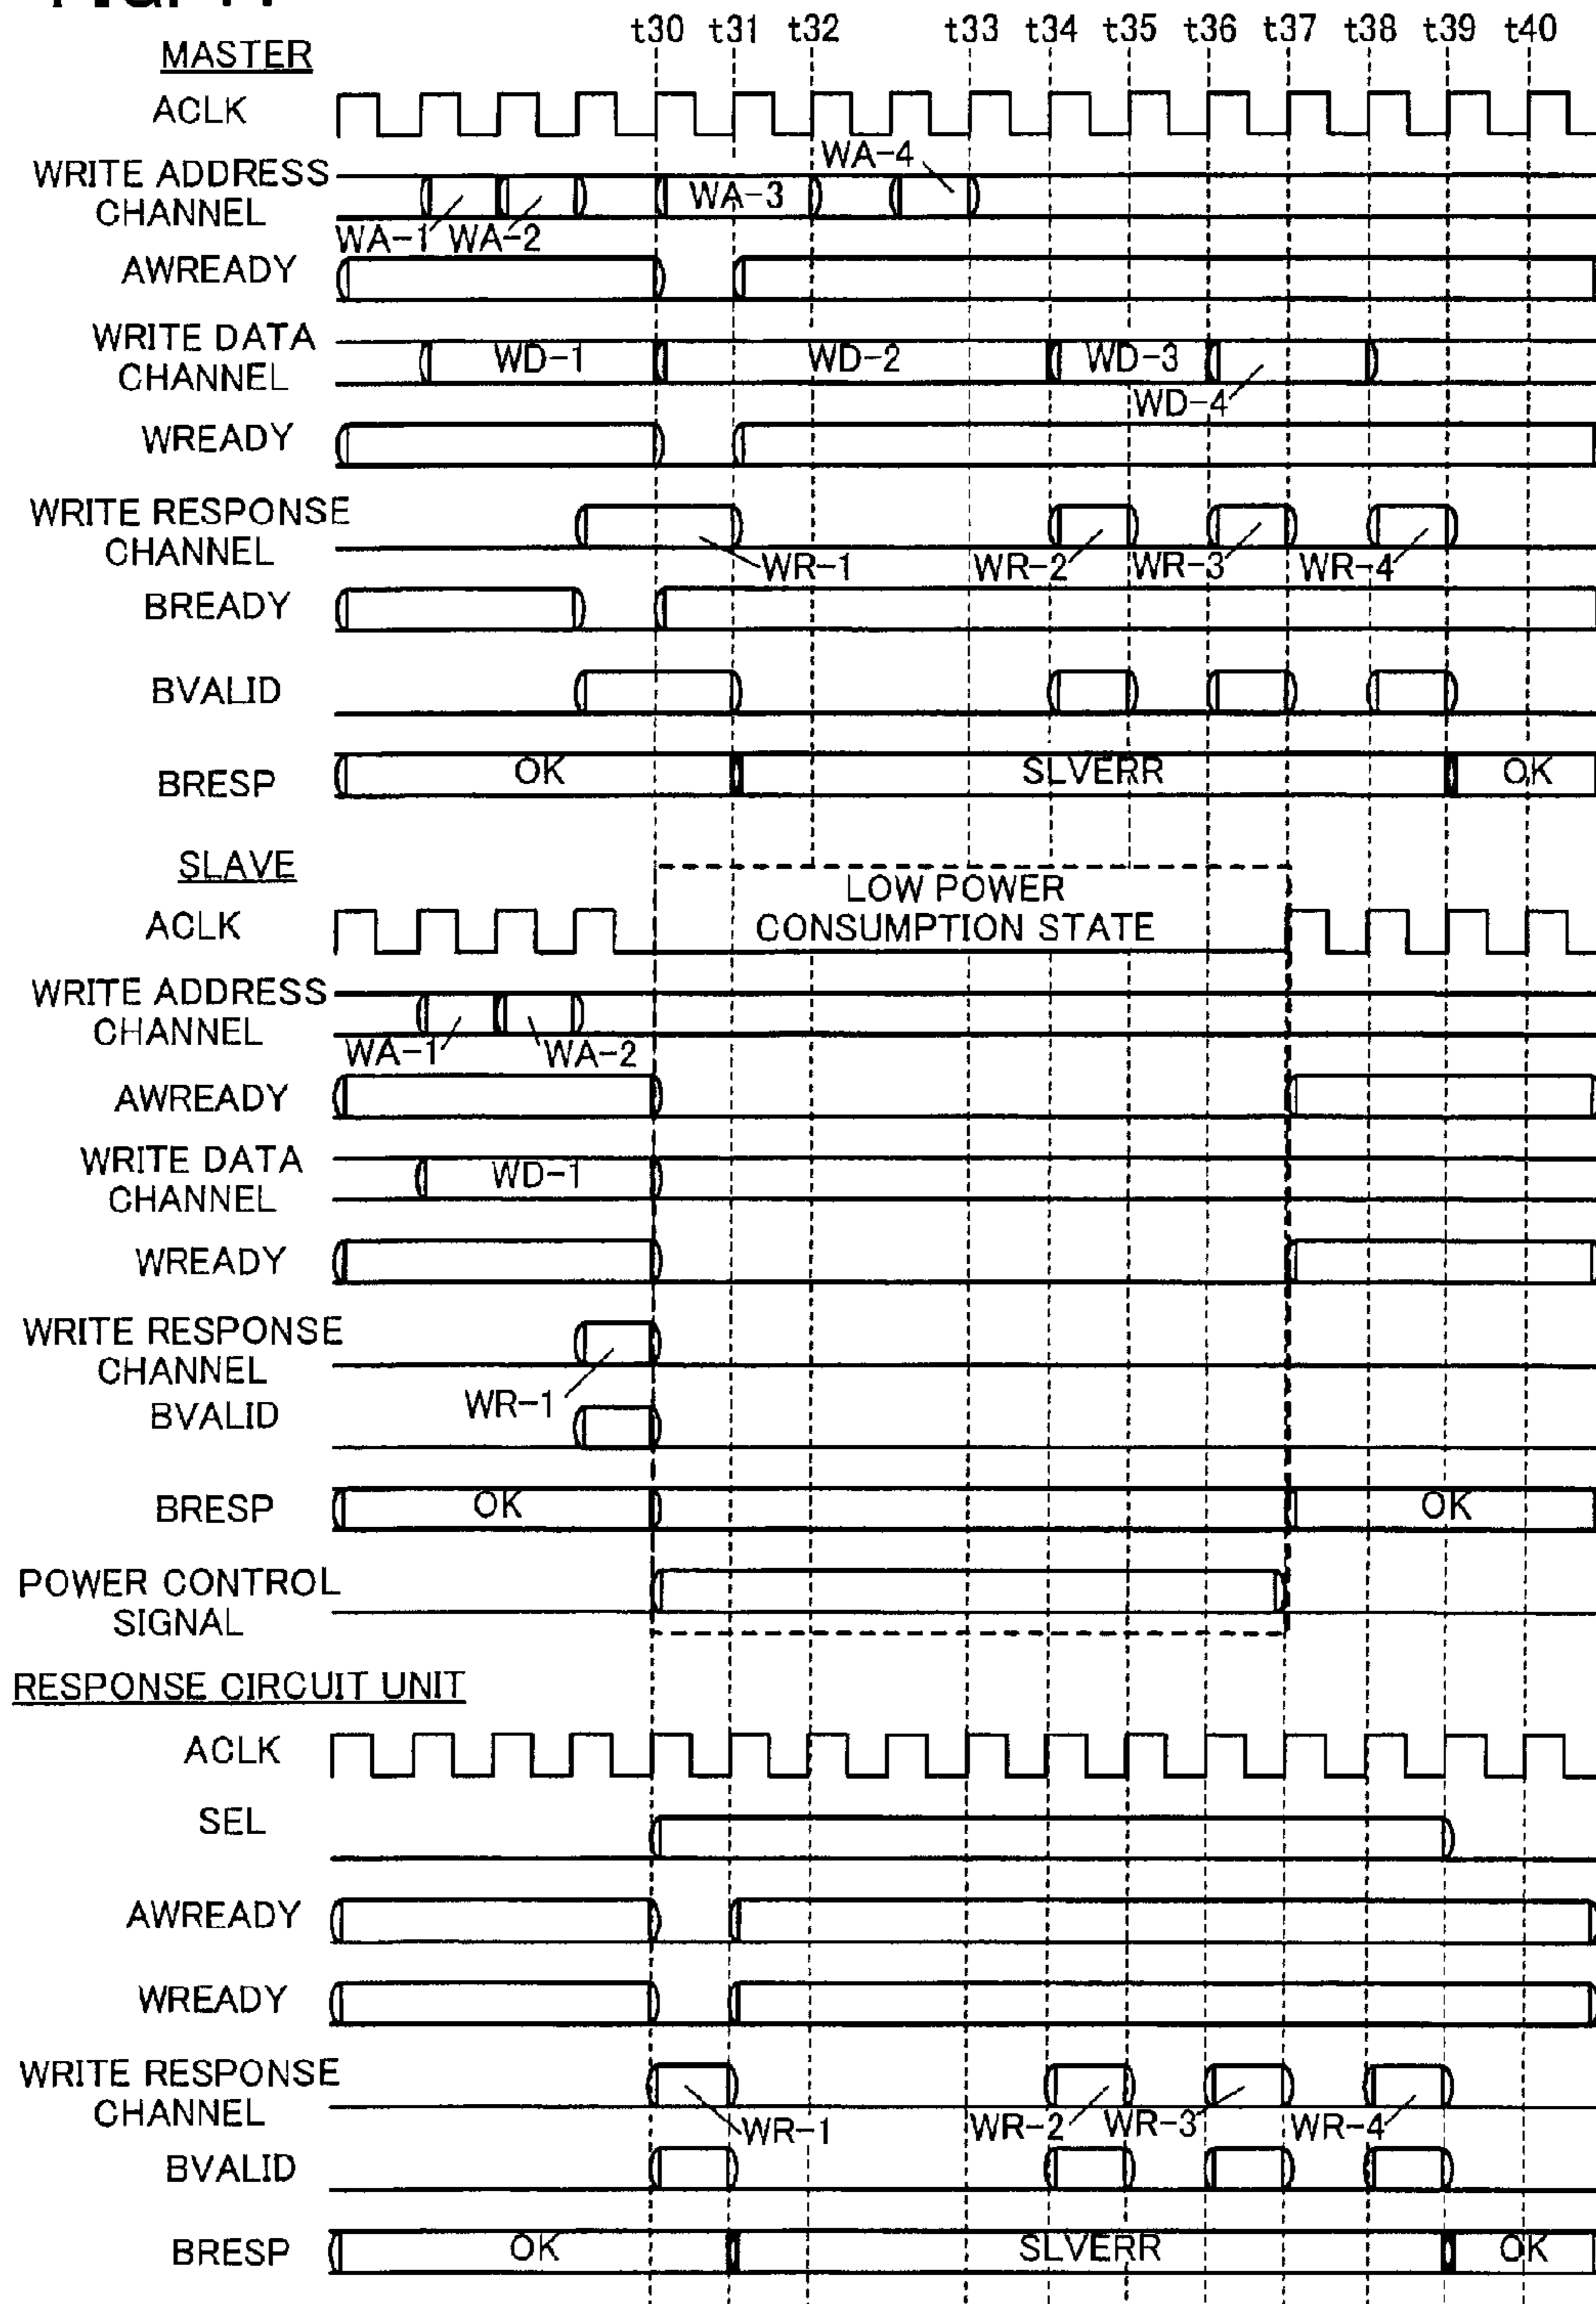 t30 t31 t32 t33 t34 t35 t36 t37 t38 t39 t40
MASTER
ACLK
WA-4
WRITE ADDRESS
CHANNEL
WA-3
WA-1 WA-2
AWREADY
WRITE DATA
CHANNEL
WD-1 WD-2 WD-3
WD-4
WREADY
WRITE RESPONSE
CHANNEL
WR-1 WR-2 WR-3 WR-4
BREADY
BVALID
BRESP
OK SLVERR OK
SLAVE
LOW POWER
CONSUMPTION STATE
ACLK
WRITE ADDRESS
CHANNEL
WA-1 WA-2
AWREADY
WRITE DATA
CHANNEL
WD-1
WREADY
WRITE RESPONSE
CHANNEL
WR-1
BVALID
BRESP
OK OK
POWER CONTROL
SIGNAL
RESPONSE CIRCUIT UNIT
ACLK
SEL
AWREADY
WREADY
WRITE RESPONSE
CHANNEL
WR-1 WR-2 WR-3 WR-4
BVALID
BRESP
OK SLVERR OK